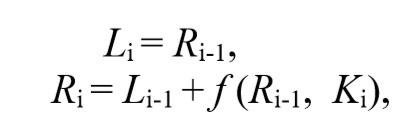 Lᵢ = Rᵢ₋₁,
Rᵢ = Lᵢ₋₁ + f (Rᵢ₋₁, Kᵢ),